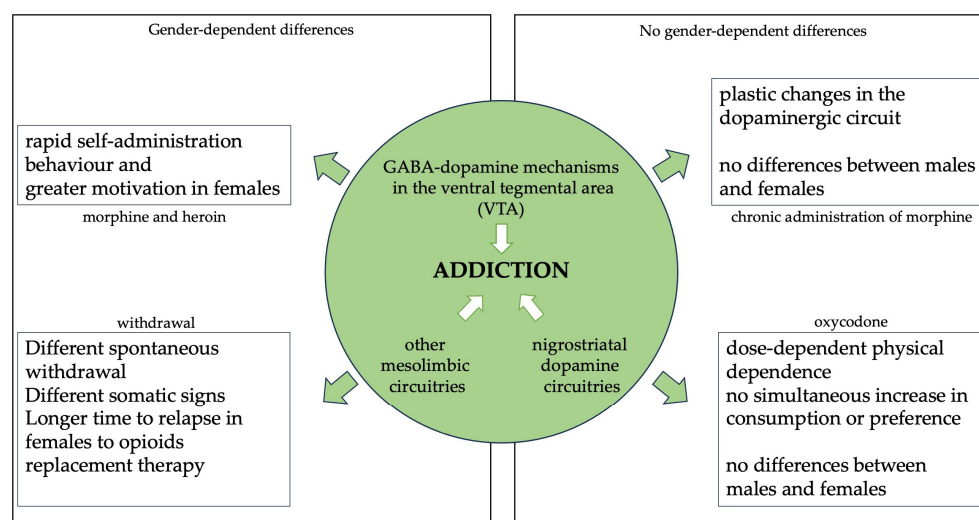 Gender-dependent differences
No gender-dependent differences
rapid self-administration
behaviour and
greater motivation in females
morphine and heroin
GABA-dopamine mechanisms
in the ventral tegmental area
(VTA)
ADDICTION
other
mesolimbic
circuitries
nigrostriatal
dopamine
circuitries
plastic changes in the
dopaminergic circuit
no differences between males
and females
chronic administration of morphine
withdrawal
Different spontaneous
withdrawal
Different somatic signs
Longer time to relapse in
females to opioids
replacement therapy
oxycodone
dose-dependent physical
dependence
no simultaneous increase in
consumption or preference
no differences between
males and females